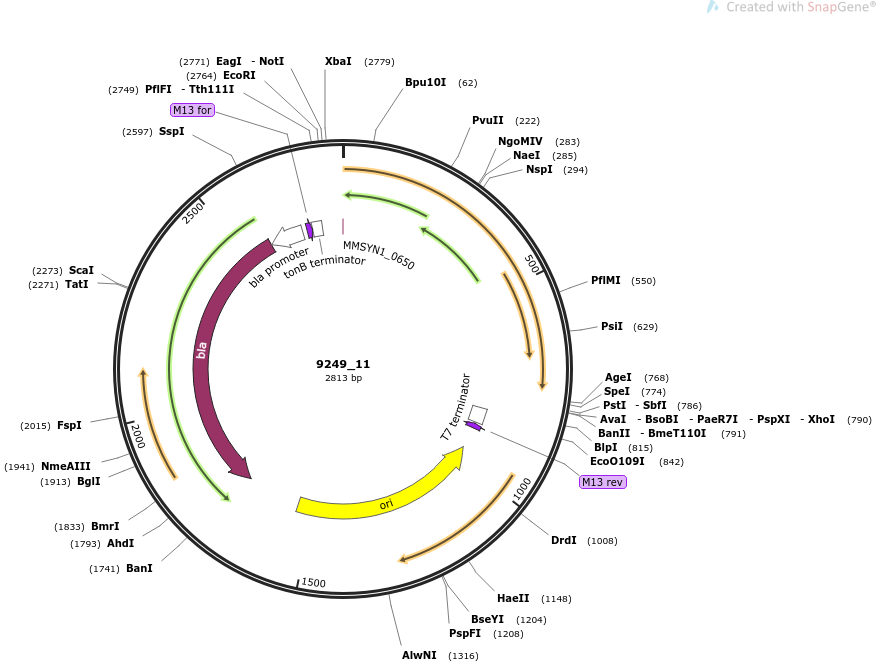 Created with SnapGene®
(2771) EagI - NotI
(2764) EcoRI
(2749) PflFI - Tth111I
M13 for
(2597) SspI
XbaI (2779)
Bpu10I (62)
PvuII (222)
NgoMIV (283)
NaeI (285)
NspI (294)
2500
500
bla promoter
tonB terminator
MMSYN1_0650
(2273) ScaI
(2271) TatI
PflMI (550)
PsiI (629)
bla
9249_11
2813 bp
T7 terminator
AgeI (768)
SpeI (774)
PstI - SbfI (786)
AvaI - BsoBI - PaeR7I - PspXI - XhoI (790)
BanII - BmeT110I (791)
BlpI (815)
EcoO109I (842)
M13 rev
(2015) FspI
2000
(1941) NmeAIII
(1913) BglI
(1833) BmrI
(1793) AhdI
(1741) BanI
ori
1000
DrdI (1008)
1500
HaeII (1148)
BseYI (1204)
PspFI (1208)
AlwNI (1316)